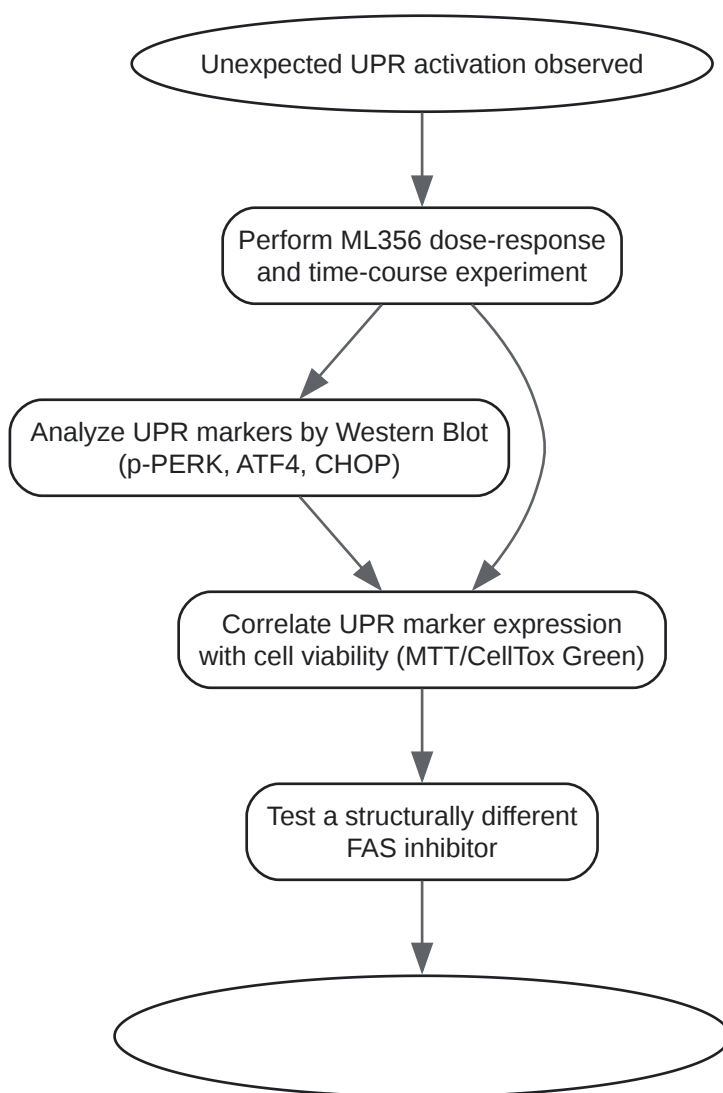 Unexpected UPR activation observed
Perform ML356 dose-response
and time-course experiment
Analyze UPR markers by Western Blot
(p-PERK, ATF4, CHOP)
Correlate UPR marker expression
with cell viability (MTT/CellTox Green)
Test a structurally different
FAS inhibitor